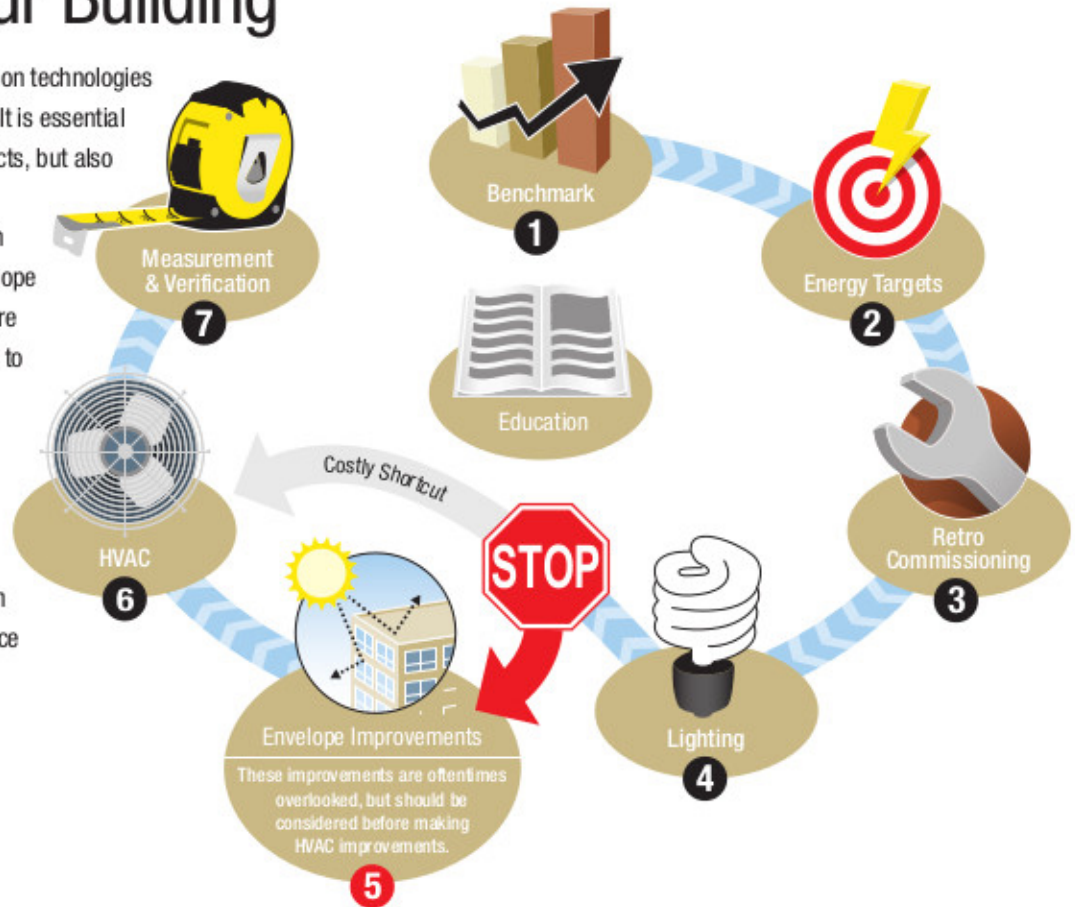 ur Building
on technologies
It is essential
cts, but also
ope
re
to
ce
Benchmark
1
Energy Targets
2
Retro
Commissioning
3
Lighting
4
STOP
Costly Shortcut
Envelope Improvements
These improvements are oftentimes
overlooked, but should be
considered before making
HVAC improvements.
5
HVAC
6
Measurement
& Verification
7
Education